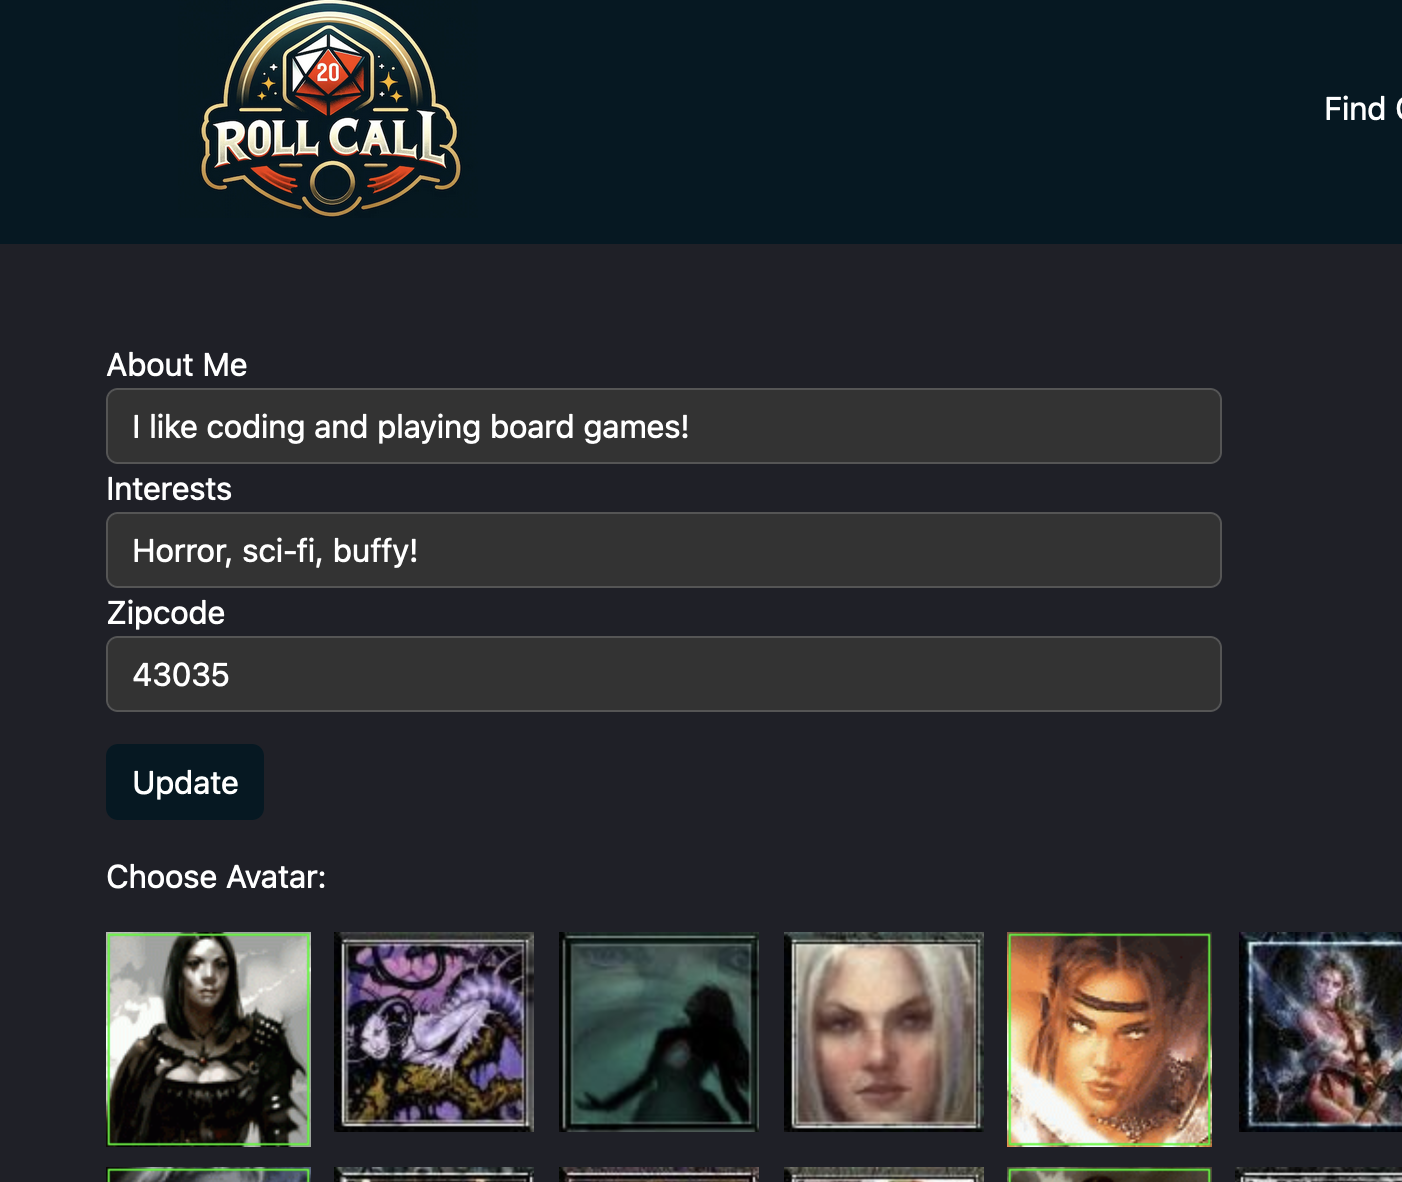 20
ROLL CALL
Find
About Me
I like coding and playing board games!
Interests
Horror, sci-fi, buffy!
Zipcode
43035
Update
Choose Avatar: